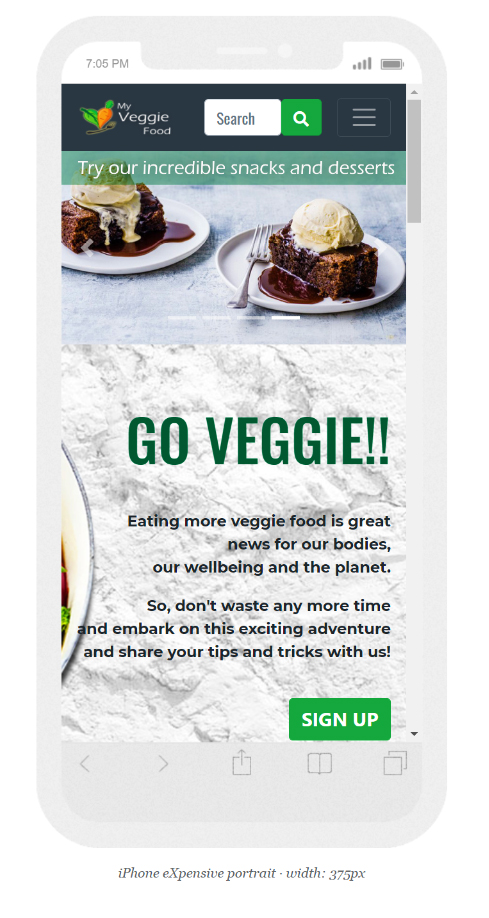 7:05 PM
My
Veggie
Food
Search
Try our incredible snacks and desserts
GO VEGGIE!!
Eating more veggie food is great
news for our bodies,
our wellbeing and the planet.
So, don't waste any more time
and embark on this exciting adventure
and share your tips and tricks with us!
SIGN UP
iPhone eXpensive portrait · width: 375px